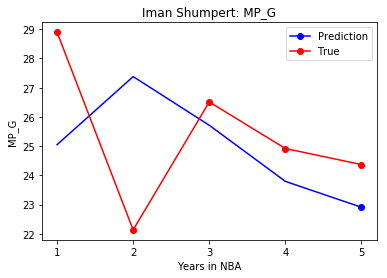 Iman Shumpert: MP_G
Prediction
True
MP_G
29
28
27
26
25
24
23
22
1 2 3 4 5
Years in NBA